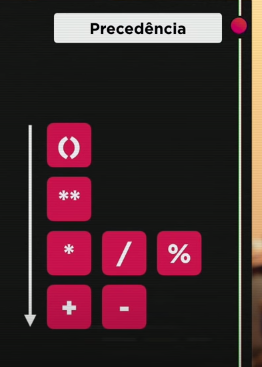 Precedência
()
**
* / %
+ -